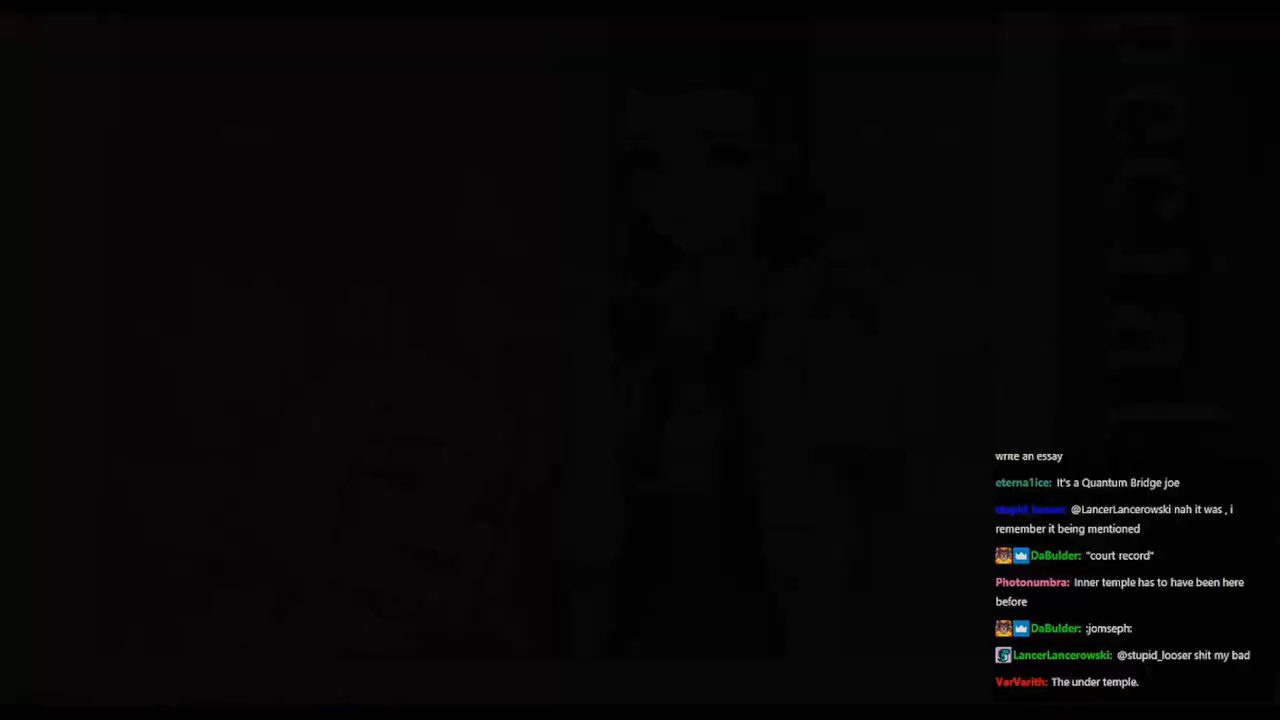 write an essay
eterna1ice: It's a Quantum Bridge joe
stupid_looser: @LancerLancerowski nah it was , i
remember it being mentioned
DaBulder: "court record"
Photonumbra: Inner temple has to have been here
before
DaBulder: :jomseph:
LancerLancerowski: @stupid_looser shit my bad
VarVarith: The under temple.